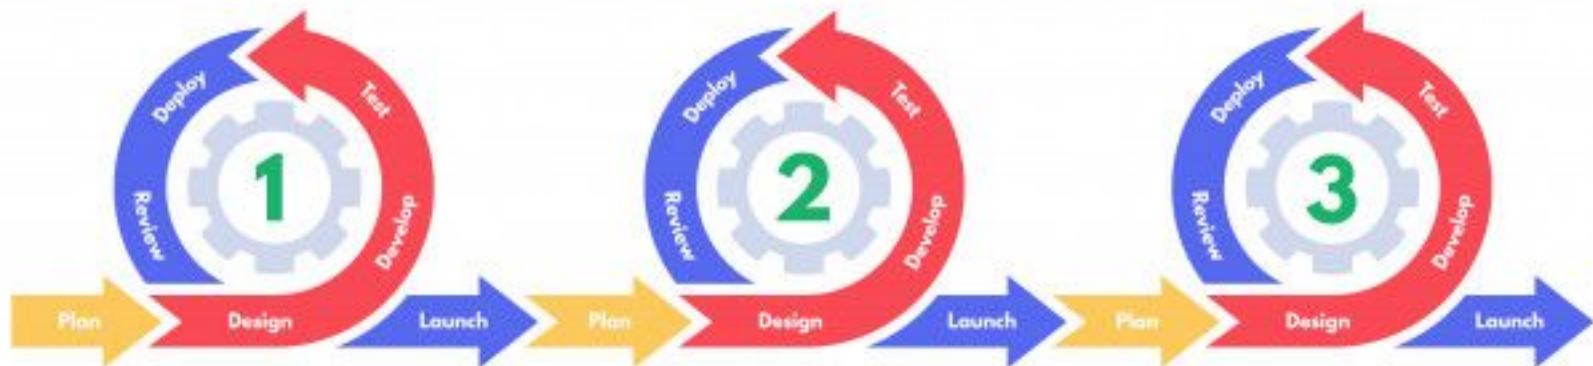 Plan
Design
Develop
Test
Deploy
Review
1
Launch
Plan
Design
Develop
Test
Deploy
Review
2
Launch
Plan
Design
Develop
Test
Deploy
Review
3
Launch